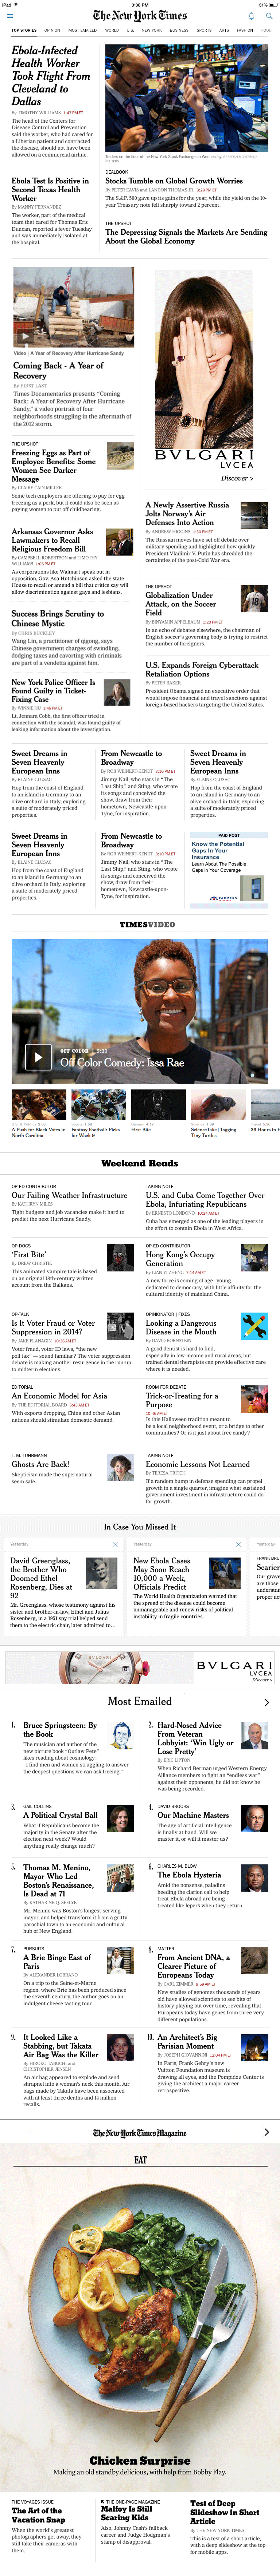 iPad
3:36 PM
51%
The New York Times
TOP STORIES OPINION MOST EMAILED WORLD U.S. NEW YORK BUSINESS SPORTS ARTS FASHION FOOD
Ebola-Infected
Health Worker
Took Flight From
Cleveland to
Dallas
By TIMOTHY WILLIAMS 1:47 PM ET
The head of the Centers for
Disease Control and Prevention
said the worker, who had cared for
a Liberian patient and contracted
the disease, should not have been
allowed on a commercial airline.
Traders on the floor of the New York Stock Exchange on Wednesday.
Ebola Test Is Positive in
Second Texas Health
Worker
By MANNY FERNANDEZ
The worker, part of the medical
team that cared for Thomas Eric
Duncan, reported a fever Tuesday
and was immediately isolated at
the hospital.
DEALBOOK
Stocks Tumble on Global Growth Worries
By PETER EAVIS and LANDON THOMAS JR. 3:29 PM ET
The S.&P. 500 gave up its gains for the year, while the yield on the 10-
year Treasury note fell sharply toward 2 percent.
THE UPSHOT
The Depressing Signals the Markets Are Sending
About the Global Economy
Video | A Year of Recovery After Hurricane Sandy
Coming Back - A Year of
Recovery
By FIRST LAST
Times Documentaries presents “Coming
Back: A Year of Recovery After Hurricane
Sandy,” a video portrait of four
neighborhoods struggling in the aftermath of
the 2012 storm.
BVLGARI
LVCEA
Discover >
THE UPSHOT
Freezing Eggs as Part of
Employee Benefits: Some
Women See Darker
Message
By CLAIRE CAIN MILLER
Some tech employers are offering to pay for egg
freezing as a perk, but it could also be seen as
paying women to put off childbearing.
Arkansas Governor Asks
Lawmakers to Recall
Religious Freedom Bill
By CAMPBELL ROBERTSON and TIMOTHY
WILLIAMS 1:05 PM ET
As corporations like Walmart speak out in
opposition, Gov. Asa Hutchinson asked the state
House to recall or amend a bill that critics say will
allow discrimination against gays and lesbians.
Success Brings Scrutiny to
Chinese Mystic
By CHRIS BUCKLEY
Wang Lin, a practitioner of qigong, says
Chinese government charges of swindling,
dodging taxes and cavorting with criminals
are part of a vendetta against him.
New York Police Officer Is
Found Guilty in Ticket-
Fixing Case
By WINNIE HU 1:46 PM ET
Lt. Jennara Cobb, the first officer tried in
connection with the scandal, was found guilty of
leaking information about the investigation.
A Newly Assertive Russia
Jolts Norway's Air
Defenses Into Action
By ANDREW HIGGINS 1:30 PM ET
The Russian moves have set off debate over
military spending and highlighted how quickly
President Vladimir V. Putin has shredded the
certainties of the post-Cold War era.
THE UPSHOT
Globalization Under
Attack, on the Soccer
Field
By BINYAMIN APPELBAUM 1:23 PM ET
In an echo of debates elsewhere, the chairman of
English soccer's governing body is trying to restrict
the number of foreigners.
U.S. Expands Foreign Cyberattack
Retaliation Options
By PETER BAKER
President Obama signed an executive order that
would impose financial and travel sanctions against
foreign-based hackers targeting the United States.
Sweet Dreams in
Seven Heavenly
European Inns
By ELAINE GLUSAC
Hop from the coast of England
to an island in Germany to an
olive orchard in Italy, exploring
a suite of moderately priced
properties.
From Newcastle to
Broadway
By ROB WEINERT-KENDT 2:10 PM ET
Jimmy Nail, who stars in “The
Last Ship,” and Sting, who wrote
its songs and conceived the
show, drew from their
hometown, Newcastle-upon-
Tyne, for inspiration.
Sweet Dreams in
Seven Heavenly
European Inns
By ELAINE GLUSAC
Hop from the coast of England
to an island in Germany to an
olive orchard in Italy, exploring
a suite of moderately priced
properties.
Sweet Dreams in
Seven Heavenly
European Inns
By ELAINE GLUSAC
Hop from the coast of England
to an island in Germany to an
olive orchard in Italy, exploring
a suite of moderately priced
properties.
From Newcastle to
Broadway
By ROB WEINERT-KENDT 2:10 PM ET
Jimmy Nail, who stars in “The
Last Ship,” and Sting, who wrote
its songs and conceived the
show, drew from their
hometown, Newcastle-upon-
Tyne, for inspiration.
PAID POST
Know the Potential
Gaps In Your
Insurance
Learn About The Possible
Gaps in Your Coverage
FARMERS
TIMESVIDEO
OFF COLOR 5:20
Off Color Comedy: Issa Rae
A Push for Black Votes in
North Carolina
Fantasy Football: Picks
for Week 9
First Bite
ScienceTake | Tagging
Tiny Turtles
36 Hours in
Weekend Reads
OP-ED CONTRIBUTOR
Our Failing Weather Infrastructure
By KATHRYN MILES
Tight budgets and job vacancies make it hard to
predict the next Hurricane Sandy.
TAKING NOTE
U.S. and Cuba Come Together Over
Ebola, Infuriating Republicans
By ERNESTO LONDOÑO 10:24 AM ET
Cuba has emerged as one of the leading players in
the effort to contain Ebola in West Africa.
OP-DOCS
'First Bite'
By DREW CHRISTIE
This animated vampire tale is based
on an original 18th-century account
from the Balkans.
OP-ED CONTRIBUTOR
Hong Kong's Occupy
Generation
By LIAN YI ZHENG 7:14 AM ET
A new force is coming of age: young,
dedicated to democracy, with little affinity for the
cultural identity of mainland China.
OP-TALK
Is It Voter Fraud or Voter
Suppression in 2014?
By JAKE FLANAGIN 10:36 AM ET
Voter fraud, voter ID laws, “the new
poll tax” — sound familiar? The voter suppression
debate is making another resurgence in the run-up
to midterm elections.
OPINIONATOR | FIXES
Looking a Dangerous
Disease in the Mouth
By DAVID BORNSTEIN
A good dentist is hard to find,
especially in low-income and rural areas, but
trained dental therapists can provide effective care
where it is needed.
EDITORIAL
An Economic Model for Asia
By THE EDITORIAL BOARD 6:41 AM ET
With exports dropping, China and other Asian
nations should stimulate domestic demand.
ROOM FOR DEBATE
Trick-or-Treating for a
Purpose
10:46 AM ET
Is this Halloween tradition meant to
be a local neighborhood event, or a bridge to other
communities? Or is it just about free candy?
T. M. LUHRMANN
Ghosts Are Back!
Skepticism made the supernatural
seem safe.
TAKING NOTE
Economic Lessons Not Learned
By TERESA TRITCH
If a random bump in defense spending can propel
growth in a single quarter, imagine what sustained
government investment in infrastructure could do
for growth.
In Case You Missed It
Yesterday
David Greenglass,
the Brother Who
Doomed Ethel
Rosenberg, Dies at
92
Mr. Greenglass, whose testimony against his
sister and brother-in-law, Ethel and Julius
Rosenberg, in a 1951 spy trial helped send
them to the electric chair, later admitted to...
Yesterday
New Ebola Cases
May Soon Reach
10,000 a Week,
Officials Predict
The World Health Organization warned that
the spread of the disease could become
unmanageable and reveal risks of political
instability in fragile countries.
Yesterday
FRANK BRU
Scarier
Our grave
are those
understan
proper ac
BVLGARI
LVCEA
Discover >
Most Emailed
1. Bruce Springsteen: By
the Book
The musician and author of the
new picture book “Outlaw Pete”
likes reading the Russians:
“I find men and women struggling to answer
the deepest questions we can ask freeing.”
2. Hard-Nosed Advice
From Veteran
Lobbyist: 'Win Ugly or
Lose Pretty'
By ERIC LIPTON
When Richard Berman urged Western Energy
Alliance members to fight an “endless war”
against their opponents, he did not know he
was being recorded.
3. GAIL COLLINS
A Political Crystal Ball
What if Republicans become the
majority in the Senate after the
election next week? Would
anything really change much?
4. DAVID BROOKS
Our Machine Masters
The age of artificial intelligence
is finally at hand. Will we
master it, or will it master us?
5. Thomas M. Menino,
Mayor Who Led
Boston's Renaissance,
Is Dead at 71
By KATHARINE Q. SEELYE
Mr. Menino was Boston's longest-serving
mayor, and helped transform it from a gritty
parochial town to an economic and cultural
hub of New England.
6. CHARLES M. BLOW
The Ebola Hysteria
Amid the nonsense, paladins
heeding the clarion call to help
treat Ebola abroad are being
treated like lepers when they return.
7. PURSUITS
A Brie Binge East of
Paris
By ALEXANDER LOBRANO
On a trip to the Seine-et-Marne
region, where Brie has been produced since
the seventh century, the author goes on an
indulgent cheese tasting tour.
8. MATTER
From Ancient DNA, a
Clearer Picture of
Europeans Today
By CARL ZIMMER 9:59 AM ET
New studies of genomes thousands of years
old have allowed scientists to see bits of
history playing out over time, revealing that
Europeans today have genes from three very
different populations.
9. It Looked Like a
Stabbing, but Takata
Air Bag Was the Killer
By HIROKO TABUCHI and
CHRISTOPHER JENSEN
An air bag appeared to explode and send
shrapnel into a woman's neck this month. Air
bags made by Takata have been associated
with at least three deaths and 14 million
recalls.
10. An Architect's Big
Parisian Moment
By JOSEPH GIOVANNINI 12:04 PM ET
In Paris, Frank Gehry's new
Vuitton Foundation museum is
drawing all eyes, and the Pompidou Center is
giving the architect a major career
retrospective.
The New York Times Magazine
EAT
Chicken Surprise
Making an old standby delicious, with help from Bobby Flay.
THE VOYAGES ISSUE
The Art of the
Vacation Snap
When the world's greatest
photographers get away, they
still take their cameras with
them.
THE ONE-PAGE MAGAZINE
Malfoy Is Still
Scaring Kids
Also, Johnny Cash's fallback
career and Judge Hodgman's
stamp of disapproval.
Test of Deep
Slideshow in Short
Article
By THE NEW YORK TIMES
This is a test of a short article,
with a deep slideshow at the top
for mobile apps.